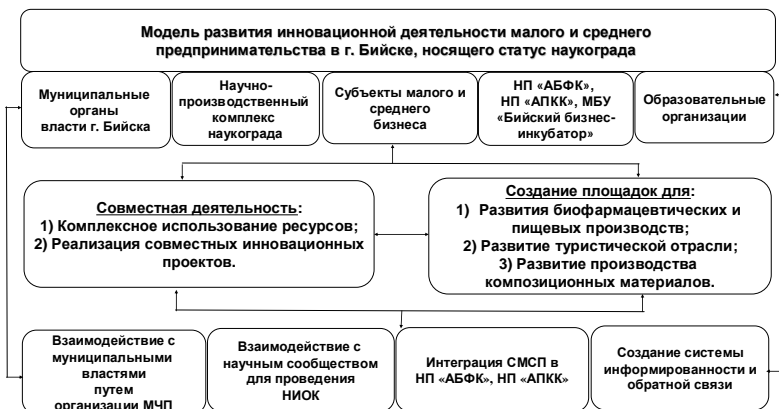 Модель развития инновационной деятельности малого и среднего
предпринимательства в г. Бийске, носящего статус наукограда
Муниципальные
органы
власти г. Бийска
Научно-
производственный
комплекс
наукограда
Субъекты малого и
среднего
бизнеса
НП «АБФК»,
НП «АПКК», МБУ
«Бийский бизнес-
инкубатор»
Образовательные
организации
Совместная деятельность:
1) Комплексное использование ресурсов;
2) Реализация совместных инновационных
проектов.
Создание площадок для:
1) Развития биофармацевтических и
пищевых производств;
2) Развитие туристической отрасли;
3) Развитие производства
композиционных материалов.
Взаимодействие с
муниципальными
властями
путем
организации МЧП
Взаимодействие с
научным сообществом
для проведения
НИОК
Интеграция СМСП в
НП «АБФК», НП «АПКК»
Создание системы
информированности и
обратной связи